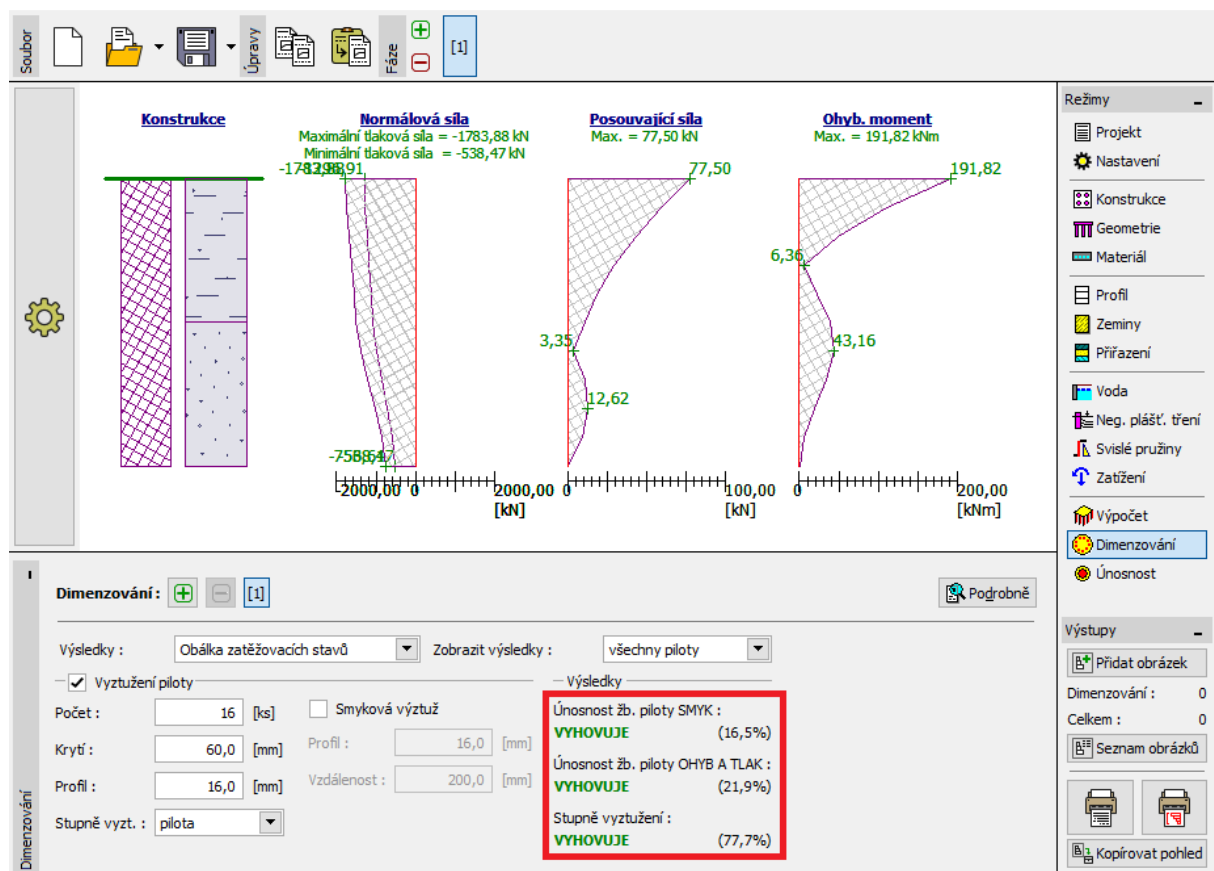 Soubor
Úpravy
Fáze
[1]
Konstrukce
Normálová síla
Maximální tlaková síla = -1783,88 kN
Minimální tlaková síla = -538,47 kN
Posouvající síla
Max. = 77,50 kN
Ohyb. moment
Max. = 191,82 kNm
77,50
191,82
6,36
3,35
43,16
12,62
-2000,00
0
2000,00
[kN]
0
100,00
[kN]
0
200,00
[kNm]
Režimy
Projekt
Nastavení
Konstrukce
Geometrie
Materiál
Profil
Zeminy
Přiřazení
Voda
Neg. plášť. tření
Svislé pružiny
Zatížení
Výpočet
Dimenzování
Únosnost
Výstupy
Přidat obrázek
Dimenzování : 0
Celkem : 0
Seznam obrázků
Kopírovat pohled
Dimenzování
Dimenzování : [1]
Podrobně
Výsledky : Obálka zatěžovacích stavů Zobrazit výsledky : všechny piloty
Vyztužení piloty
Počet : 16 [ks]
Krytí : 60,0 [mm]
Profil : 16,0 [mm]
Stupně vyzt. : pilota
Smyková výztuž
Profil : 16,0 [mm]
Vzdálenost : 200,0 [mm]
Výsledky
Únosnost žb. piloty SMYK :
VYHOVUJE (16,5%)
Únosnost žb. piloty OHYB A TLAK :
VYHOVUJE (21,9%)
Stupně vyztužení :
VYHOVUJE (77,7%)